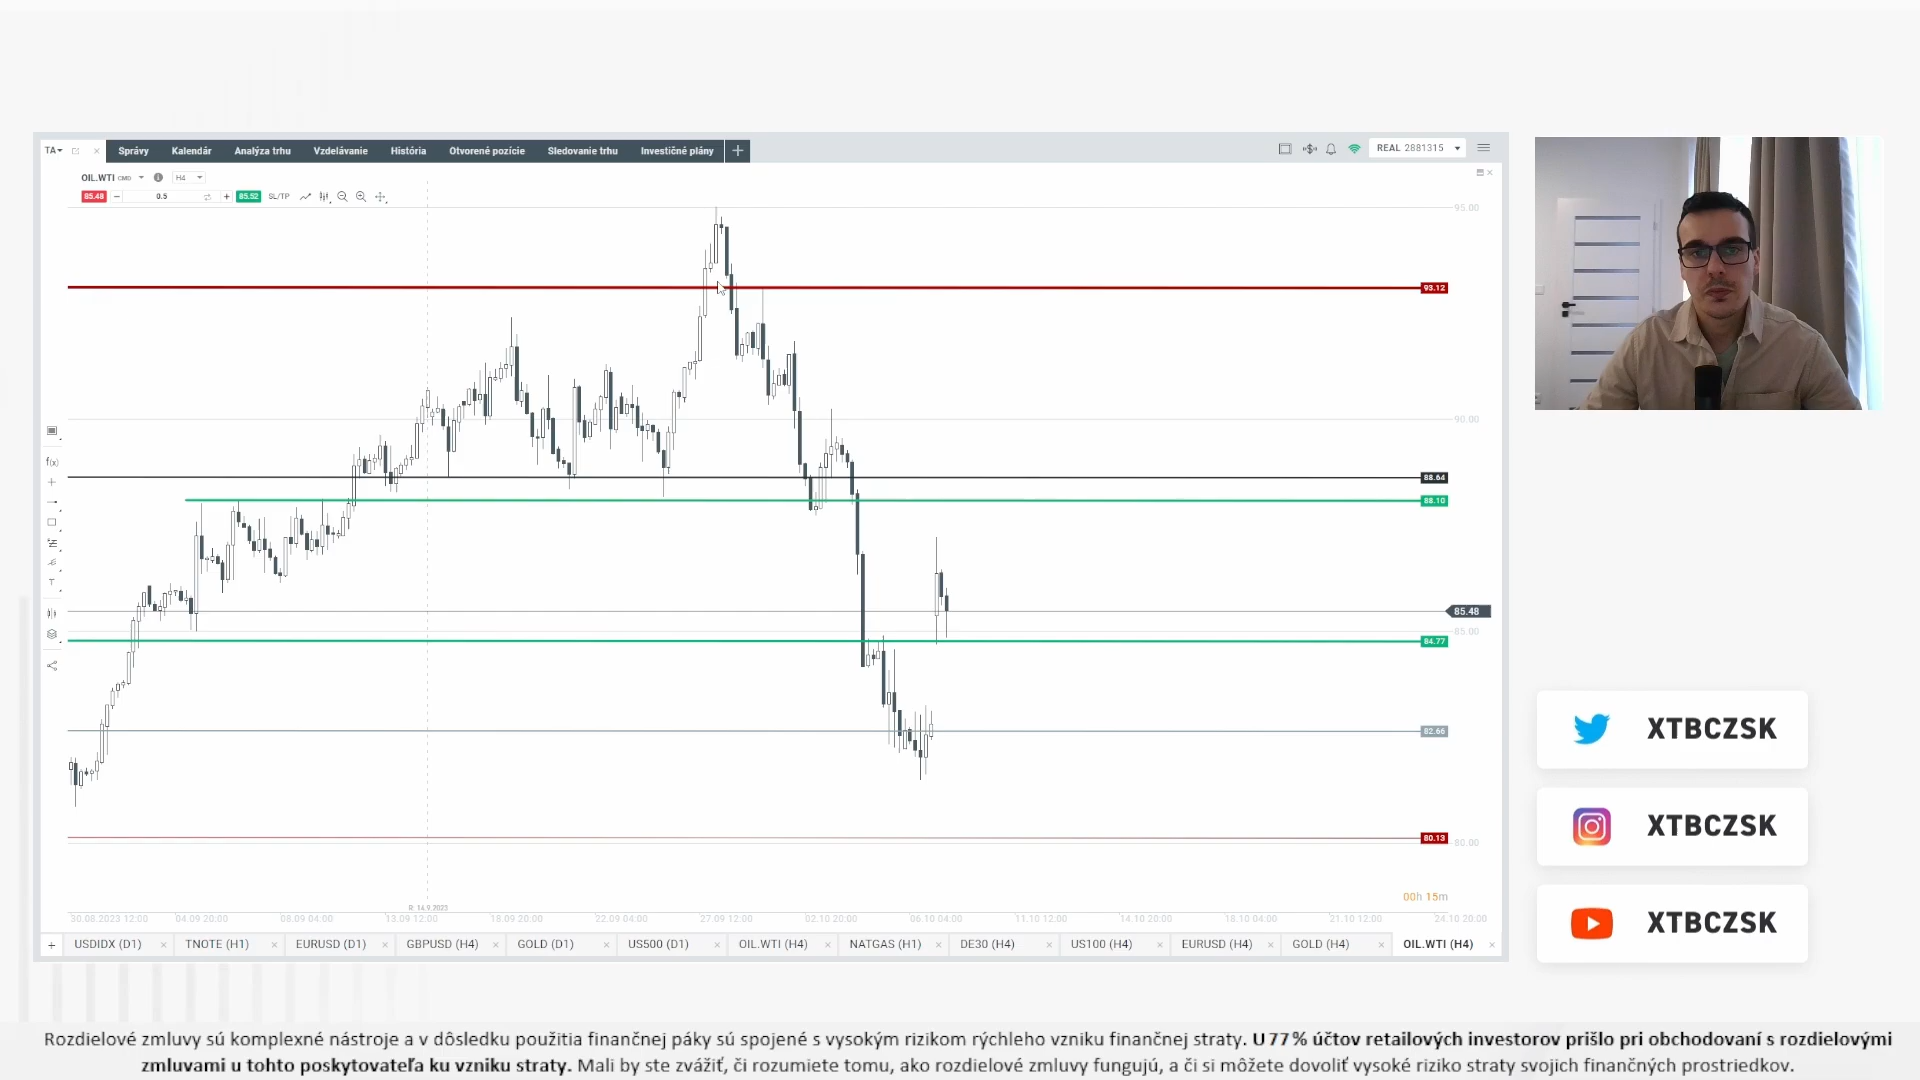 TA
Správy
Kalendár
Analýza trhu
Vzdelávanie
História
Otvorené pozície
Sledovanie trhu
Investičné plány
REAL 2881315
OIL.WTI CMD
H4
85.48
0.5
85.52
SL/TP
95.00
93.12
90.00
88.64
88.10
85.48
85.00
84.77
82.66
80.13
80.00
f(x)
T
00h 15m
R: 14.9.2023
30.08.2023 12:00
04.09 20:00
08.09 04:00
13.09 12:00
18.09 20:00
22.09 04:00
27.09 12:00
02.10 20:00
06.10 04:00
11.10 12:00
14.10 20:00
18.10 04:00
21.10 12:00
24.10 20:00
USDIDX (D1)
TNOTE (H1)
EURUSD (D1)
GBPUSD (H4)
GOLD (D1)
US500 (D1)
OIL.WTI (H4)
NATGAS (H1)
DE30 (H4)
US100 (H4)
EURUSD (H4)
GOLD (H4)
OIL.WTI (H4)
XTBCZSK
XTBCZSK
XTBCZSK
Rozdielové zmluvy sú komplexné nástroje a v dôsledku použitia finančnej páky sú spojené s vysokým rizikom rýchleho vzniku finančnej straty. U 77 % účtov retailových investorov prišlo pri obchodovaní s rozdielovými
zmluvami u tohto poskytovateľa ku vzniku straty. Mali by ste zvážiť, či rozumiete tomu, ako rozdielové zmluvy fungujú, a či si môžete dovoliť vysoké riziko straty svojich finančných prostriedkov.